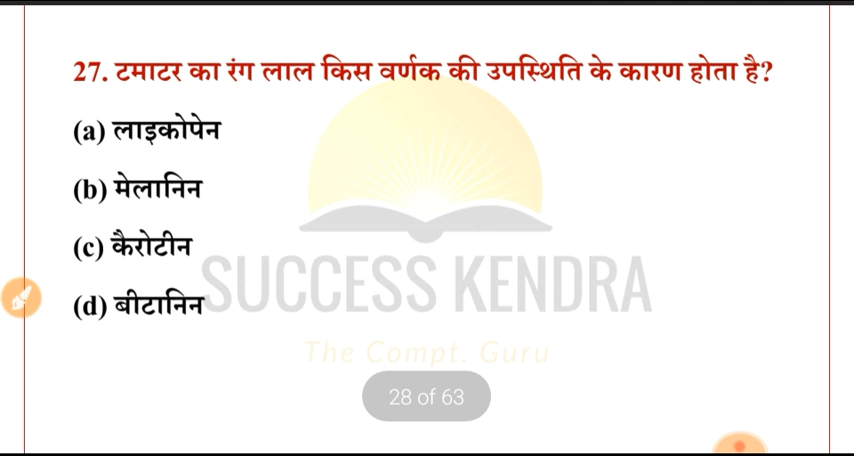 27. टमाटर का रंग लाल किस वर्णक की उपस्थिति के कारण होता है?
(a) लाइकोपेन
(b) मेलानिन
(c) कैरोटीन
(d) बीटानिन
SUCCESS KENDRA
The Compt. Guru
28 of 63